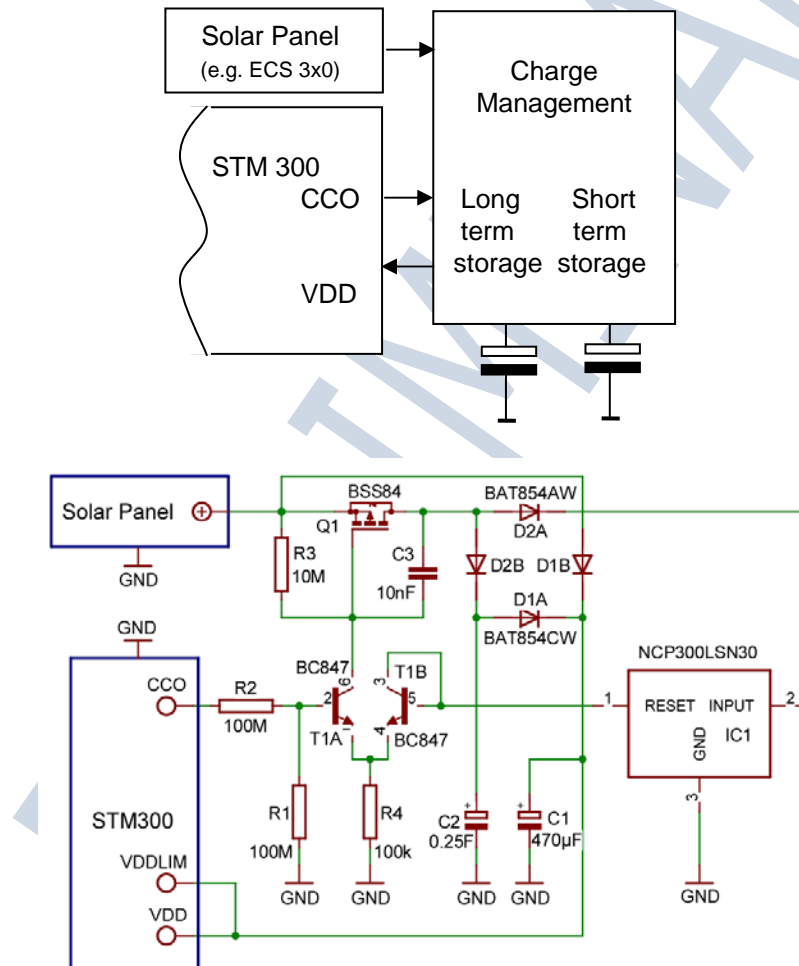 Solar Panel
(e.g. ECS 3x0)
Charge
Management
STM 300
CCO
VDD
Long
term
storage
Short
term
storage
Solar Panel
GND
BSS84
Q1
R3
10M
C3
10nF
BAT854AW
D2A
D2B
D1B
D1A
BAT854CW
GND
CCO
R2
100M
BC847
6
2
T1A
1
T1B
3
5
4
BC847
NCP300LSN30
1
RESET
INPUT
2
GND
IC1
3
STM300
R1
100M
R4
100k
C2
0.25F
+
C1
470µF
+
VDDLIM
VDD
GND
GND
GND
GND
GND